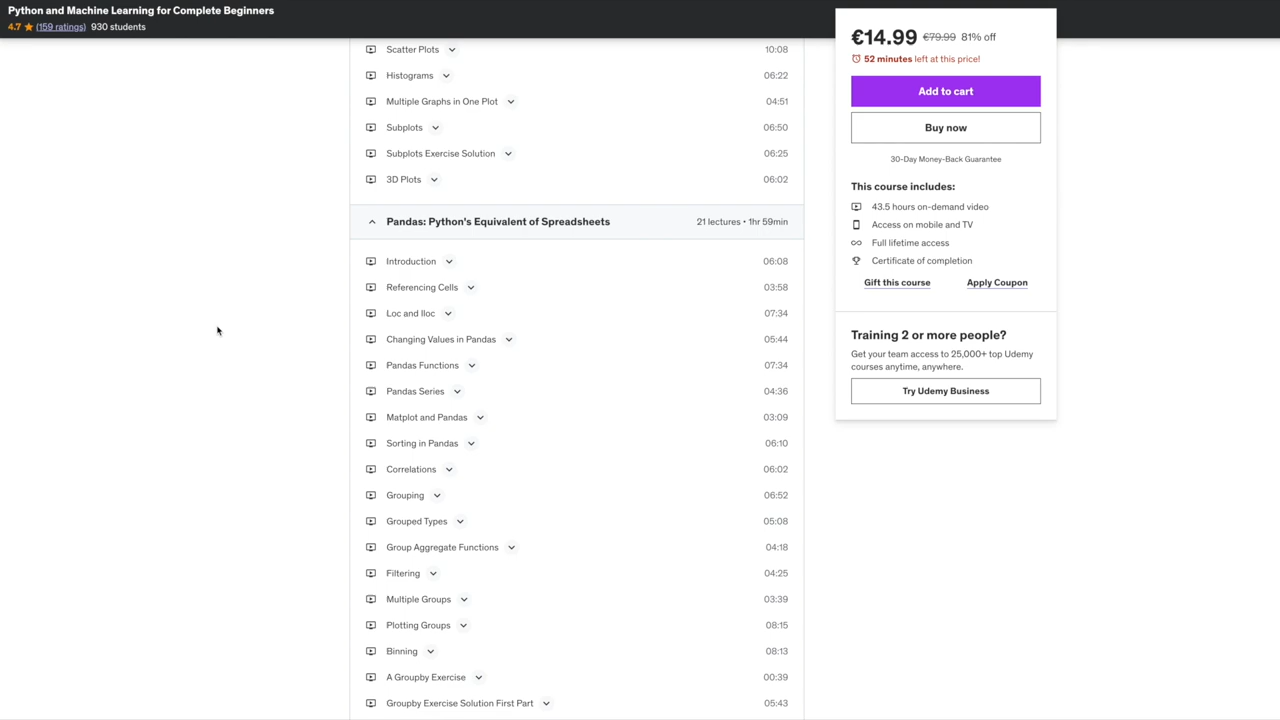 Python and Machine Learning for Complete Beginners
4.7 (159 ratings) 930 students
Scatter Plots 10:08
Histograms 06:22
Multiple Graphs in One Plot 04:51
Subplots 06:50
Subplots Exercise Solution 06:25
3D Plots 06:02
Pandas: Python's Equivalent of Spreadsheets 21 lectures • 1hr 59min
Introduction 06:08
Referencing Cells 03:58
Loc and Iloc 07:34
Changing Values in Pandas 05:44
Pandas Functions 07:34
Pandas Series 04:36
Matplot and Pandas 03:09
Sorting in Pandas 06:10
Correlations 06:02
Grouping 06:52
Grouped Types 05:08
Group Aggregate Functions 04:18
Filtering 04:25
Multiple Groups 03:39
Plotting Groups 08:15
Binning 08:13
A Groupby Exercise 00:39
Groupby Exercise Solution First Part 05:43
€14.99 €79.99 81% off
52 minutes left at this price!
Add to cart
Buy now
30-Day Money-Back Guarantee
This course includes:
43.5 hours on-demand video
Access on mobile and TV
Full lifetime access
Certificate of completion
Gift this course Apply Coupon
Training 2 or more people?
Get your team access to 25,000+ top Udemy
courses anytime, anywhere.
Try Udemy Business